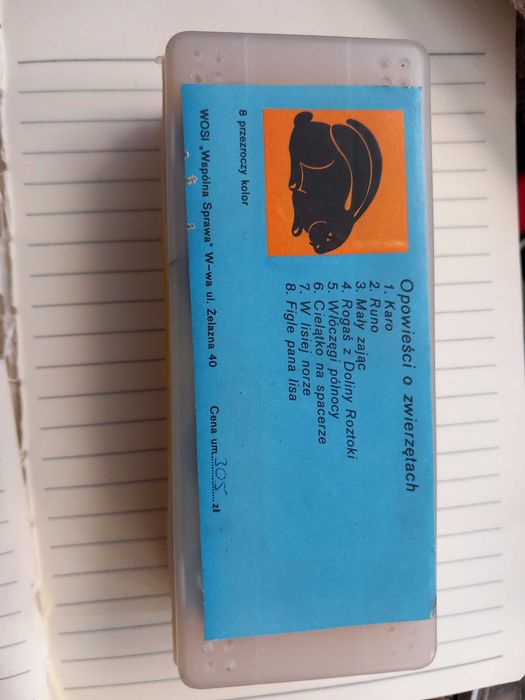 Opowieści o zwierzętach
1. Karo
2. Runo
3. Mały zając
4. Rogaś z Doliny Roztoki
5. Włóczęgi północy
6. Cielątko na spacerze
7. W lisiej norze
8. Figle pana lisa
8 przezroczy kolor
WOSI „Wspólna Sprawa" W-wa ul. Żelazna 40 Cena um. 305 zł